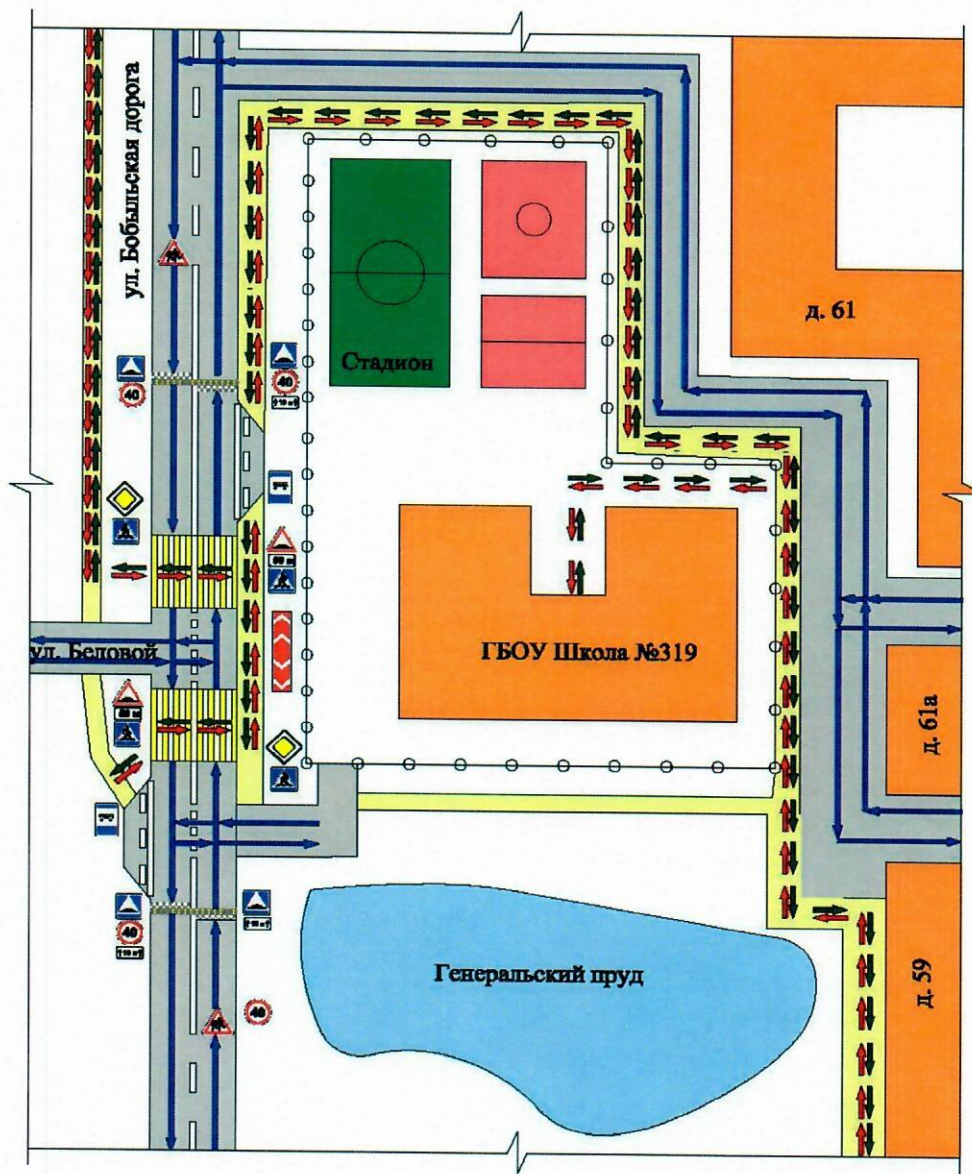 ул. Бобыльская дорога
д. 61
Стадион
40
40
ул. Беловой
ГБОУ Школа №319
д. 61а
40
Генеральский пруд
д. 59
40